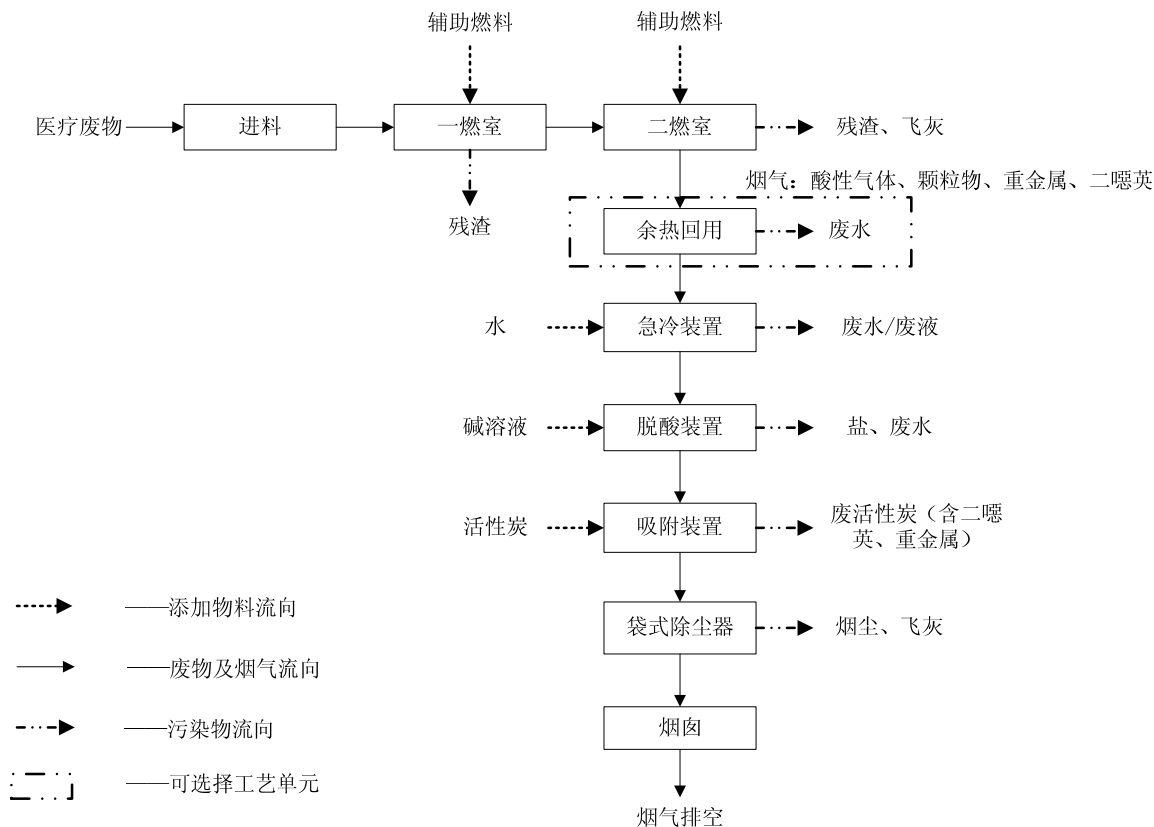 辅助燃料
辅助燃料
医疗废物
进料
一燃室
二燃室
残渣、飞灰
烟气：酸性气体、颗粒物、重金属、二噁英
残渣
余热回用
废水
水
急冷装置
废水/废液
碱溶液
脱酸装置
盐、废水
活性炭
吸附装置
废活性炭（含二噁
英、重金属）
——添加物料流向
袋式除尘器
烟尘、飞灰
——废物及烟气流向
——污染物流向
烟囱
——可选择工艺单元
烟气排空